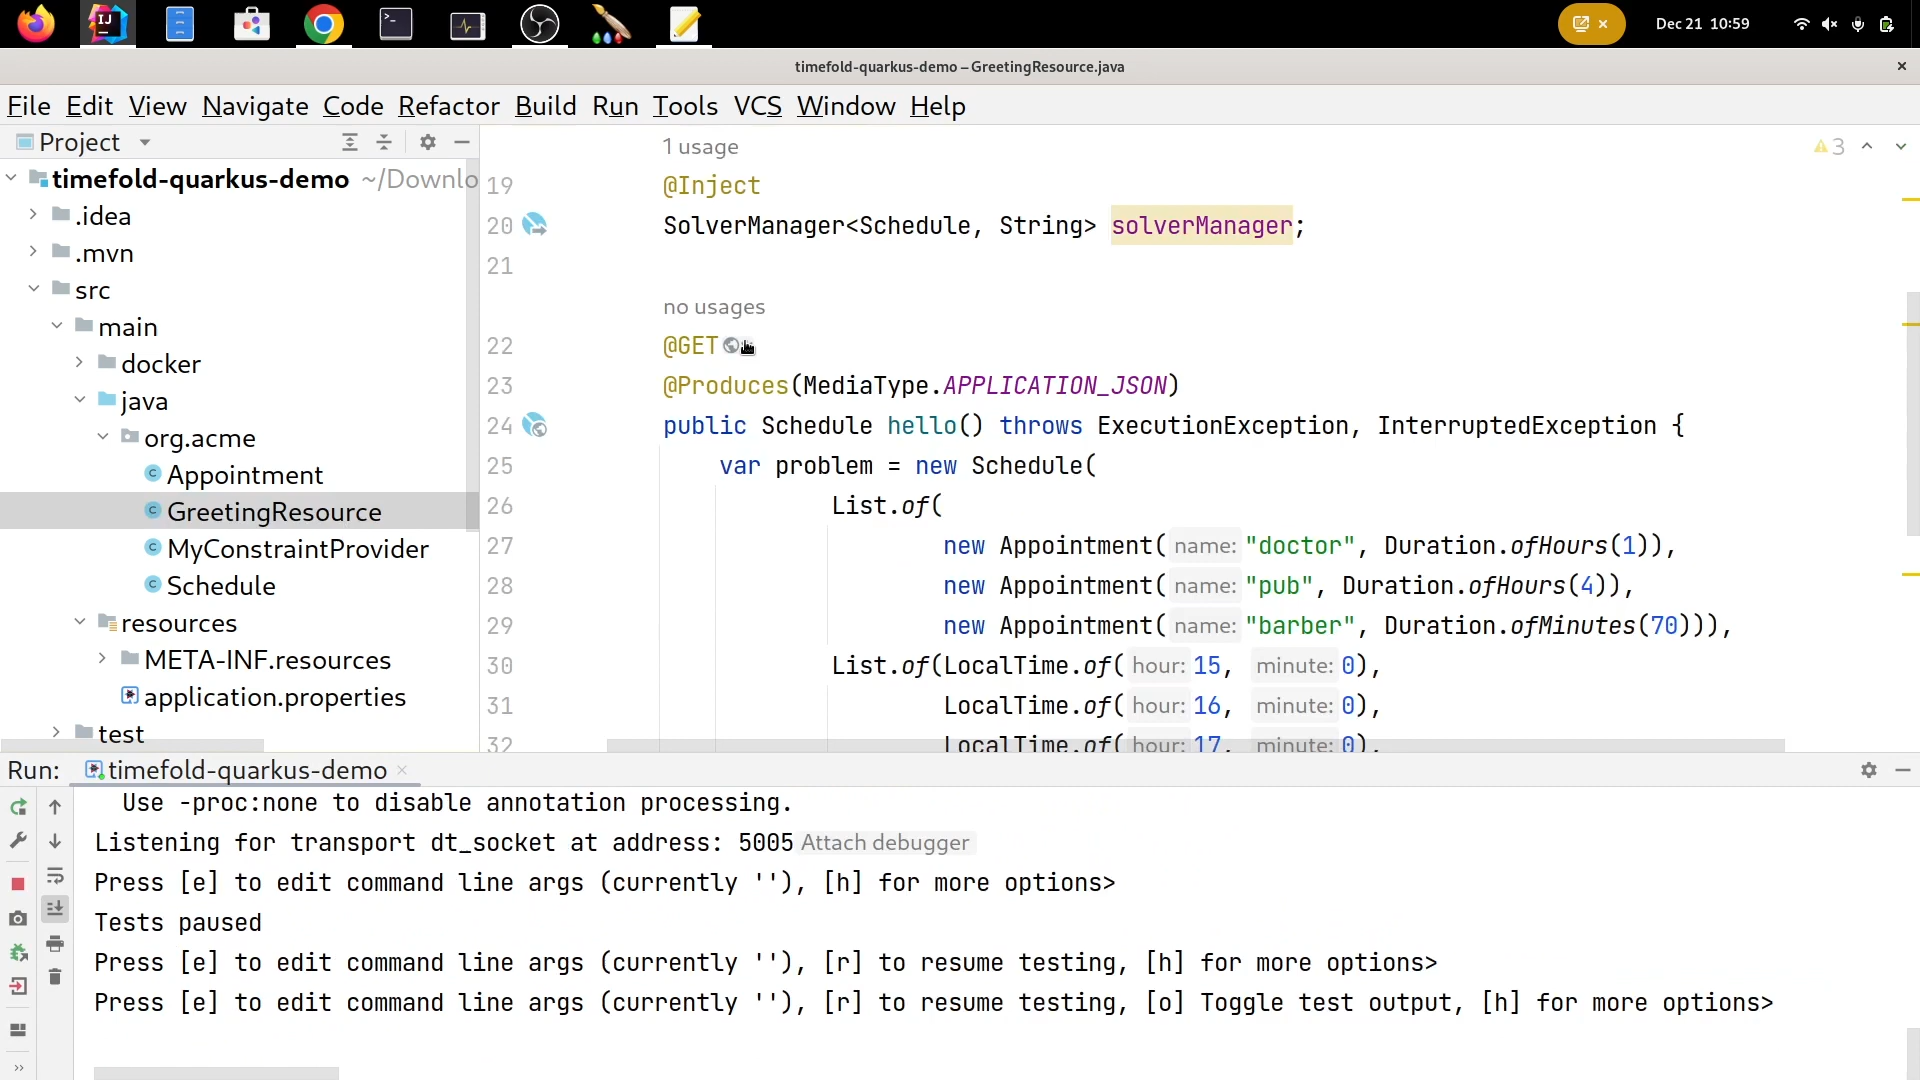 Dec 21 10:59
timefold-quarkus-demo – GreetingResource.java
File Edit View Navigate Code Refactor Build Run Tools VCS Window Help
Project
timefold-quarkus-demo ~/Downlo
.idea
.mvn
src
main
docker
java
org.acme
Appointment
GreetingResource
MyConstraintProvider
Schedule
resources
META-INF.resources
application.properties
test
1 usage
3
19 @Inject
20 SolverManager<Schedule, String> solverManager;
21
no usages
22 @GET
23 @Produces(MediaType.APPLICATION_JSON)
24 public Schedule hello() throws ExecutionException, InterruptedException {
25 var problem = new Schedule(
26 List.of(
27 new Appointment( name: "doctor", Duration.ofHours(1)),
28 new Appointment( name: "pub", Duration.ofHours(4)),
29 new Appointment( name: "barber", Duration.ofMinutes(70))),
30 List.of(LocalTime.of( hour: 15, minute: 0),
31 LocalTime.of( hour: 16, minute: 0),
32 LocalTime.of( hour: 17, minute: 0),
Run: timefold-quarkus-demo
Use -proc:none to disable annotation processing.
Listening for transport dt_socket at address: 5005 Attach debugger
Press [e] to edit command line args (currently ''), [h] for more options>
Tests paused
Press [e] to edit command line args (currently ''), [r] to resume testing, [h] for more options>
Press [e] to edit command line args (currently ''), [r] to resume testing, [o] Toggle test output, [h] for more options>